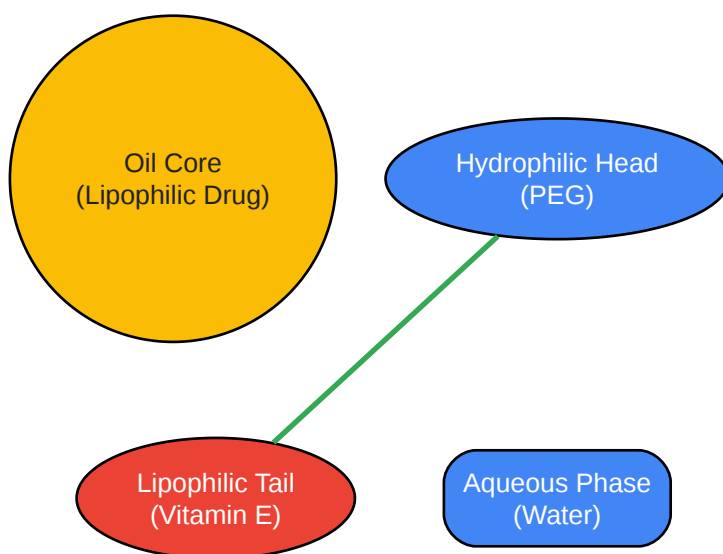 Oil Core
(Lipophilic Drug)
Hydrophilic Head
(PEG)
Lipophilic Tail
(Vitamin E)
Aqueous Phase
(Water)